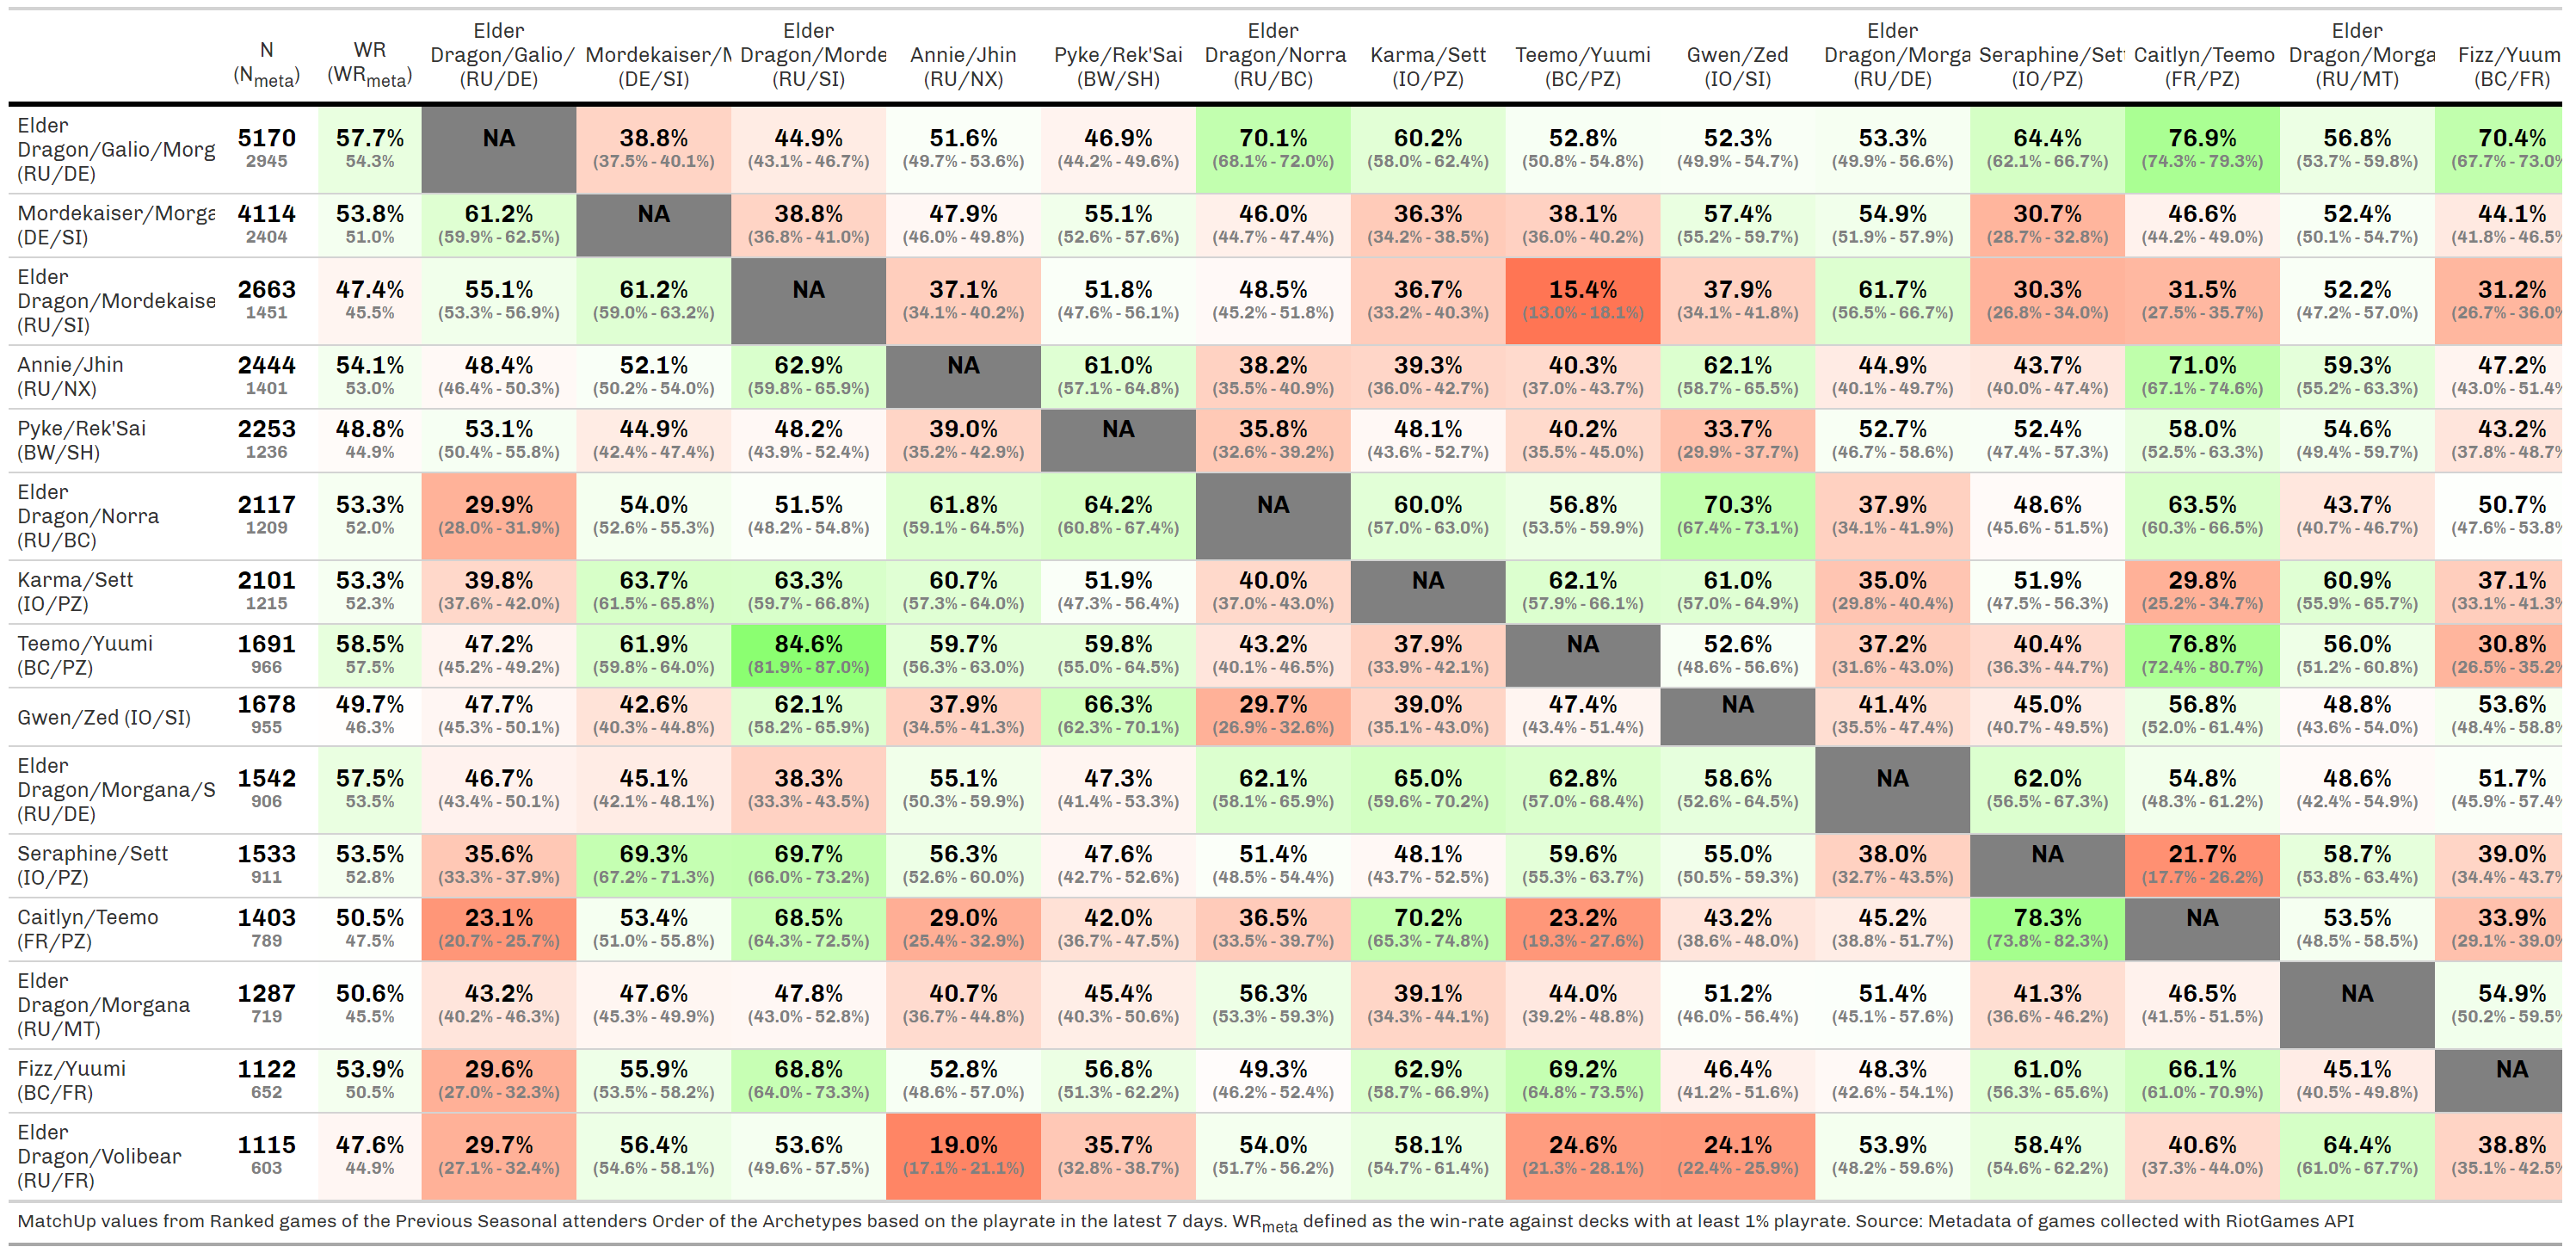 N WR Elder Elder Elder Elder Elder
(Nmeta) (WRmeta) Dragon/Galio/ Mordekaiser/M Dragon/Morde Annie/Jhin Pyke/Rek'Sai Dragon/Norra Karma/Sett Teemo/Yuumi Gwen/Zed Dragon/Morga Seraphine/Set Caitlyn/Teemo Dragon/Morga Fizz/Yuum
(RU/DE) (DE/SI) (RU/SI) (RU/NX) (BW/SH) (RU/BC) (IO/PZ) (BC/PZ) (IO/SI) (RU/DE) (IO/PZ) (FR/PZ) (RU/MT) (BC/FR)
Elder
Dragon/Galio/Morg
(RU/DE)
5170 57.7% NA 38.8% 44.9% 51.6% 46.9% 70.1% 60.2% 52.8% 52.3% 53.3% 64.4% 76.9% 56.8% 70.4%
2945 54.3% (37.5% - 40.1%) (43.1% - 46.7%) (49.7% - 53.6%) (44.2% - 49.6%) (68.1% - 72.0%) (58.0% - 62.4%) (50.8% - 54.8%) (49.9% - 54.7%) (49.9% - 56.6%) (62.1% - 66.7%) (74.3% - 79.3%) (53.7% - 59.8%) (67.7% - 73.0%
Mordekaiser/Morga
(DE/SI)
4114 53.8% 61.2% NA 38.8% 47.9% 55.1% 46.0% 36.3% 38.1% 57.4% 54.9% 30.7% 46.6% 52.4% 44.1%
2404 51.0% (59.9% - 62.5%) (36.8% - 41.0%) (46.0% - 49.8%) (52.6% - 57.6%) (44.7% - 47.4%) (34.2% - 38.5%) (36.0% - 40.2%) (55.2% - 59.7%) (51.9% - 57.9%) (28.7% - 32.8%) (44.2% - 49.0%) (50.1% - 54.7%) (41.8% - 46.5%
Elder
Dragon/Mordekaise
(RU/SI)
2663 47.4% 55.1% 61.2% NA 37.1% 51.8% 48.5% 36.7% 15.4% 37.9% 61.7% 30.3% 31.5% 52.2% 31.2%
1451 45.5% (53.3% - 56.9%) (59.0% - 63.2%) (34.1% - 40.2%) (47.6% - 56.1%) (45.2% - 51.8%) (33.2% - 40.3%) (13.0% - 18.1%) (34.1% - 41.8%) (56.5% - 66.7%) (26.8% - 34.0%) (27.5% - 35.7%) (47.2% - 57.0%) (26.7% - 36.0%
Annie/Jhin
(RU/NX)
2444 54.1% 48.4% 52.1% 62.9% NA 61.0% 38.2% 39.3% 40.3% 62.1% 44.9% 43.7% 71.0% 59.3% 47.2%
1401 53.0% (46.4% - 50.3%) (50.2% - 54.0%) (59.8% - 65.9%) (57.1% - 64.8%) (35.5% - 40.9%) (36.0% - 42.7%) (37.0% - 43.7%) (58.7% - 65.5%) (40.1% - 49.7%) (40.0% - 47.4%) (67.1% - 74.6%) (55.2% - 63.3%) (43.0% - 51.4%
Pyke/Rek'Sai
(BW/SH)
2253 48.8% 53.1% 44.9% 48.2% 39.0% NA 35.8% 48.1% 40.2% 33.7% 52.7% 52.4% 58.0% 54.6% 43.2%
1236 44.9% (50.4% - 55.8%) (42.4% - 47.4%) (43.9% - 52.4%) (35.2% - 42.9%) (32.6% - 39.2%) (43.6% - 52.7%) (35.5% - 45.0%) (29.9% - 37.7%) (46.7% - 58.6%) (47.4% - 57.3%) (52.5% - 63.3%) (49.4% - 59.7%) (37.8% - 48.7%
Elder
Dragon/Norra
(RU/BC)
2117 53.3% 29.9% 54.0% 51.5% 61.8% 64.2% NA 60.0% 56.8% 70.3% 37.9% 48.6% 63.5% 43.7% 50.7%
1209 52.0% (28.0% - 31.9%) (52.6% - 55.3%) (48.2% - 54.8%) (59.1% - 64.5%) (60.8% - 67.4%) (57.0% - 63.0%) (53.5% - 59.9%) (67.4% - 73.1%) (34.1% - 41.9%) (45.6% - 51.5%) (60.3% - 66.5%) (40.7% - 46.7%) (47.6% - 53.8%
Karma/Sett
(IO/PZ)
2101 53.3% 39.8% 63.7% 63.3% 60.7% 51.9% 40.0% NA 62.1% 61.0% 35.0% 51.9% 29.8% 60.9% 37.1%
1215 52.3% (37.6% - 42.0%) (61.5% - 65.8%) (59.7% - 66.8%) (57.3% - 64.0%) (47.3% - 56.4%) (37.0% - 43.0%) (57.9% - 66.1%) (57.0% - 64.9%) (29.8% - 40.4%) (47.5% - 56.3%) (25.2% - 34.7%) (55.9% - 65.7%) (33.1% - 41.3%
Teemo/Yuumi
(BC/PZ)
1691 58.5% 47.2% 61.9% 84.6% 59.7% 59.8% 43.2% 37.9% NA 52.6% 37.2% 40.4% 76.8% 56.0% 30.8%
966 57.5% (45.2% - 49.2%) (59.8% - 64.0%) (81.9% - 87.0%) (56.3% - 63.0%) (55.0% - 64.5%) (40.1% - 46.5%) (33.9% - 42.1%) (48.6% - 56.6%) (31.6% - 43.0%) (36.3% - 44.7%) (72.4% - 80.7%) (51.2% - 60.8%) (26.5% - 35.2%
Gwen/Zed (IO/SI)
1678 49.7% 47.7% 42.6% 62.1% 37.9% 66.3% 29.7% 39.0% 47.4% NA 41.4% 45.0% 56.8% 48.8% 53.6%
955 46.3% (45.3% - 50.1%) (40.3% - 44.8%) (58.2% - 65.9%) (34.5% - 41.3%) (62.3% - 70.1%) (26.9% - 32.6%) (35.1% - 43.0%) (43.4% - 51.4%) (35.5% - 47.4%) (40.7% - 49.5%) (52.0% - 61.4%) (43.6% - 54.0%) (48.4% - 58.8%
Elder
Dragon/Morgana/S
(RU/DE)
1542 57.5% 46.7% 45.1% 38.3% 55.1% 47.3% 62.1% 65.0% 62.8% 58.6% NA 62.0% 54.8% 48.6% 51.7%
906 53.5% (43.4% - 50.1%) (42.1% - 48.1%) (33.3% - 43.5%) (50.3% - 59.9%) (41.4% - 53.3%) (58.1% - 65.9%) (59.6% - 70.2%) (57.0% - 68.4%) (52.6% - 64.5%) (56.5% - 67.3%) (48.3% - 61.2%) (42.4% - 54.9%) (45.9% - 57.4%
Seraphine/Sett
(IO/PZ)
1533 53.5% 35.6% 69.3% 69.7% 56.3% 47.6% 51.4% 48.1% 59.6% 55.0% 38.0% NA 21.7% 58.7% 39.0%
911 52.8% (33.3% - 37.9%) (67.2% - 71.3%) (66.0% - 73.2%) (52.6% - 60.0%) (42.7% - 52.6%) (48.5% - 54.4%) (43.7% - 52.5%) (55.3% - 63.7%) (50.5% - 59.3%) (32.7% - 43.5%) (17.7% - 26.2%) (53.8% - 63.4%) (34.4% - 43.7%
Caitlyn/Teemo
(FR/PZ)
1403 50.5% 23.1% 53.4% 68.5% 29.0% 42.0% 36.5% 70.2% 23.2% 43.2% 45.2% 78.3% NA 53.5% 33.9%
789 47.5% (20.7% - 25.7%) (51.0% - 55.8%) (64.3% - 72.5%) (25.4% - 32.9%) (36.7% - 47.5%) (33.5% - 39.7%) (65.3% - 74.8%) (19.3% - 27.6%) (38.6% - 48.0%) (38.8% - 51.7%) (73.8% - 82.3%) (48.5% - 58.5%) (29.1% - 39.0%
Elder
Dragon/Morgana
(RU/MT)
1287 50.6% 43.2% 47.6% 47.8% 40.7% 45.4% 56.3% 39.1% 44.0% 51.2% 51.4% 41.3% 46.5% NA 54.9%
719 45.5% (40.2% - 46.3%) (45.3% - 49.9%) (43.0% - 52.8%) (36.7% - 44.8%) (40.3% - 50.6%) (53.3% - 59.3%) (34.3% - 44.1%) (39.2% - 48.8%) (46.0% - 56.4%) (45.1% - 57.6%) (36.6% - 46.2%) (41.5% - 51.5%) (50.2% - 59.5%
Fizz/Yuumi
(BC/FR)
1122 53.9% 29.6% 55.9% 68.8% 52.8% 56.8% 49.3% 62.9% 69.2% 46.4% 48.3% 61.0% 66.1% 45.1% NA
652 50.5% (27.0% - 32.3%) (53.5% - 58.2%) (64.0% - 73.3%) (48.6% - 57.0%) (51.3% - 62.2%) (46.2% - 52.4%) (58.7% - 66.9%) (64.8% - 73.5%) (41.2% - 51.6%) (42.6% - 54.1%) (56.3% - 65.6%) (61.0% - 70.9%) (40.5% - 49.8%)
Elder
Dragon/Volibear
(RU/FR)
1115 47.6% 29.7% 56.4% 53.6% 19.0% 35.7% 54.0% 58.1% 24.6% 24.1% 53.9% 58.4% 40.6% 64.4% 38.8%
603 44.9% (27.1% - 32.4%) (54.6% - 58.1%) (49.6% - 57.5%) (17.1% - 21.1%) (32.8% - 38.7%) (51.7% - 56.2%) (54.7% - 61.4%) (21.3% - 28.1%) (22.4% - 25.9%) (48.2% - 59.6%) (54.6% - 62.2%) (37.3% - 44.0%) (61.0% - 67.7%) (35.1% - 42.5%
MatchUp values from Ranked games of the Previous Seasonal attenders Order of the Archetypes based on the playrate in the latest 7 days. WRmeta defined as the win-rate against decks with at least 1% playrate. Source: Metadata of games collected with RiotGames API